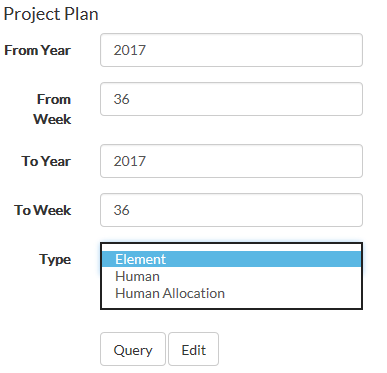 Project Plan
From Year 2017
From
Week 36
To Year 2017
To Week 36
Type Element
Human
Human Allocation
Query Edit